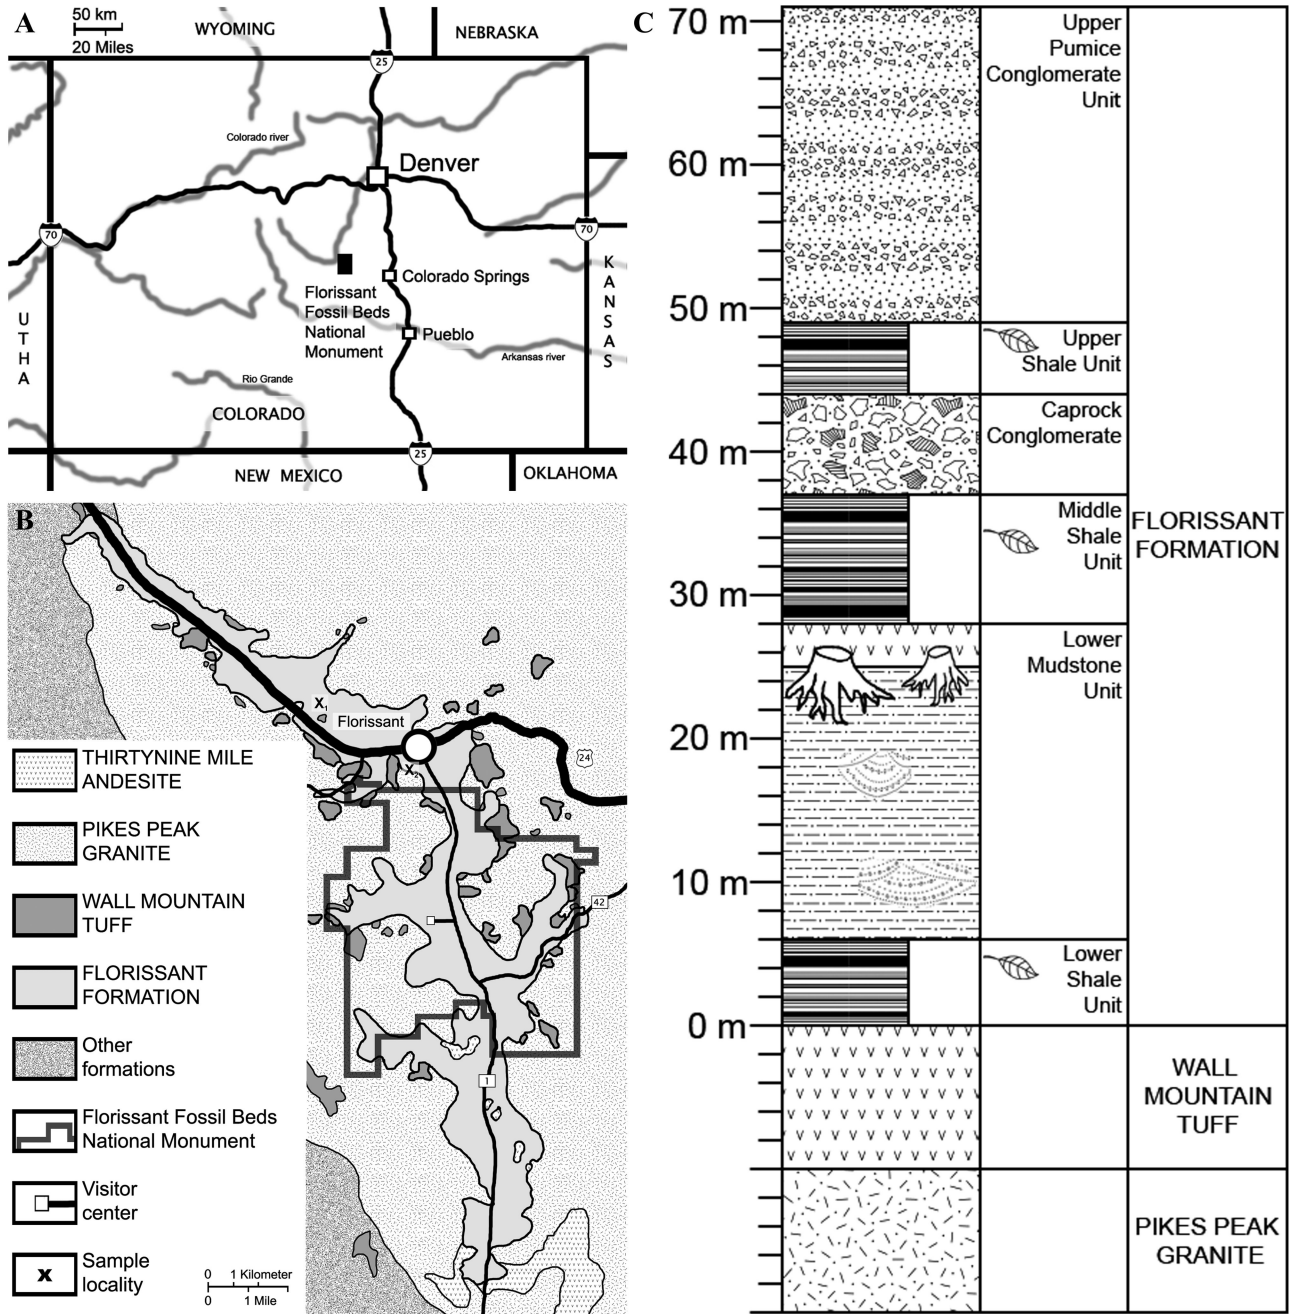 A
50 km
20 Miles
WYOMING
NEBRASKA
25
Colorado river
Denver
70
70
Colorado Springs
Florissant
Fossil Beds
National
Monument
Pueblo
Arkansas river
UTHA
KANSAS
Rio Grande
COLORADO
25
NEW MEXICO
OKLAHOMA
B
X1
Florissant
X2
24
42
1
THIRTYNINE MILE
ANDESITE
PIKES PEAK
GRANITE
WALL MOUNTAIN
TUFF
FLORISSANT
FORMATION
Other
formations
Florissant Fossil Beds
National Monument
Visitor
center
x
Sample
locality
0 1 Kilometer
0 1 Mile
C
70 m
60 m
50 m
40 m
30 m
20 m
10 m
0 m
Upper
Pumice
Conglomerate
Unit
Upper
Shale Unit
Caprock
Conglomerate
Middle
Shale
Unit
Lower
Mudstone
Unit
Lower
Shale
Unit
FLORISSANT
FORMATION
WALL
MOUNTAIN
TUFF
PIKES PEAK
GRANITE